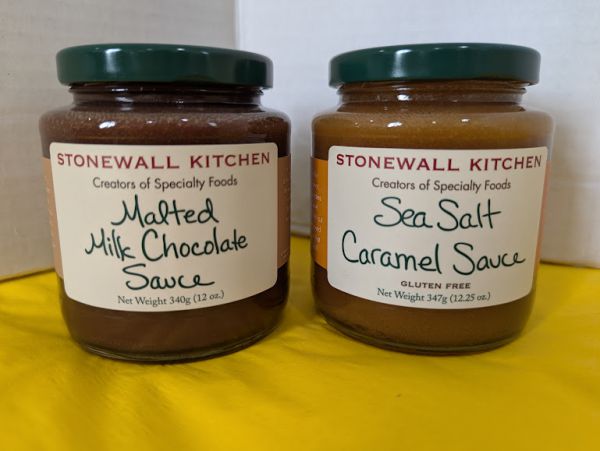 STONEWALL KITCHEN
Creators of Specialty Foods
Malted
Milk Chocolate
Sauce
Net Weight 340g (12 oz.)
STONEWALL KITCHEN
Creators of Specialty Foods
Sea Salt
Caramel Sauce
GLUTEN FREE
Net Weight 347g (12.25 oz.)